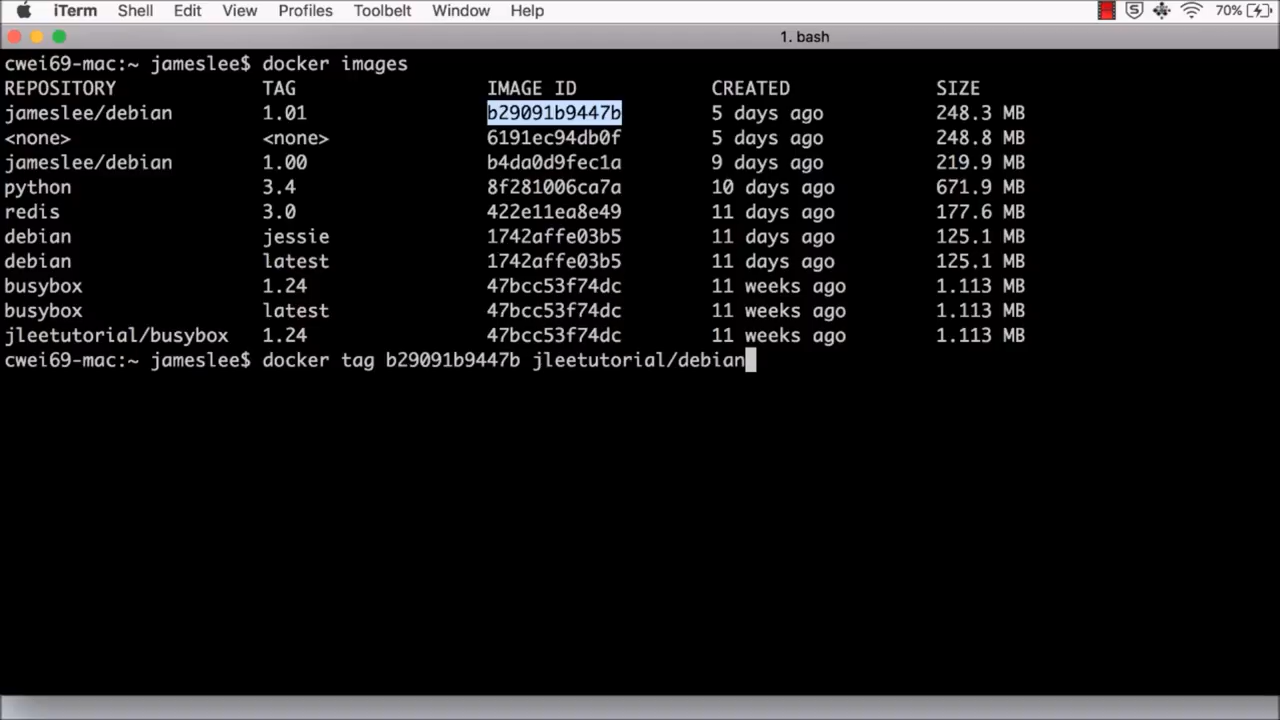 iTerm Shell Edit View Profiles Toolbelt Window Help 5 70%
1. bash
cwei69-mac:~ jameslee$ docker images
REPOSITORY TAG IMAGE ID CREATED SIZE
jameslee/debian 1.01 b29091b9447b 5 days ago 248.3 MB
<none> <none> 6191ec94db0f 5 days ago 248.8 MB
jameslee/debian 1.00 b4da0d9fec1a 9 days ago 219.9 MB
python 3.4 8f281006ca7a 10 days ago 671.9 MB
redis 3.0 422e11ea8e49 11 days ago 177.6 MB
debian jessie 1742affe03b5 11 days ago 125.1 MB
debian latest 1742affe03b5 11 days ago 125.1 MB
busybox 1.24 47bcc53f74dc 11 weeks ago 1.113 MB
busybox latest 47bcc53f74dc 11 weeks ago 1.113 MB
jleetutorial/busybox 1.24 47bcc53f74dc 11 weeks ago 1.113 MB
cwei69-mac:~ jameslee$ docker tag b29091b9447b jleetutorial/debian